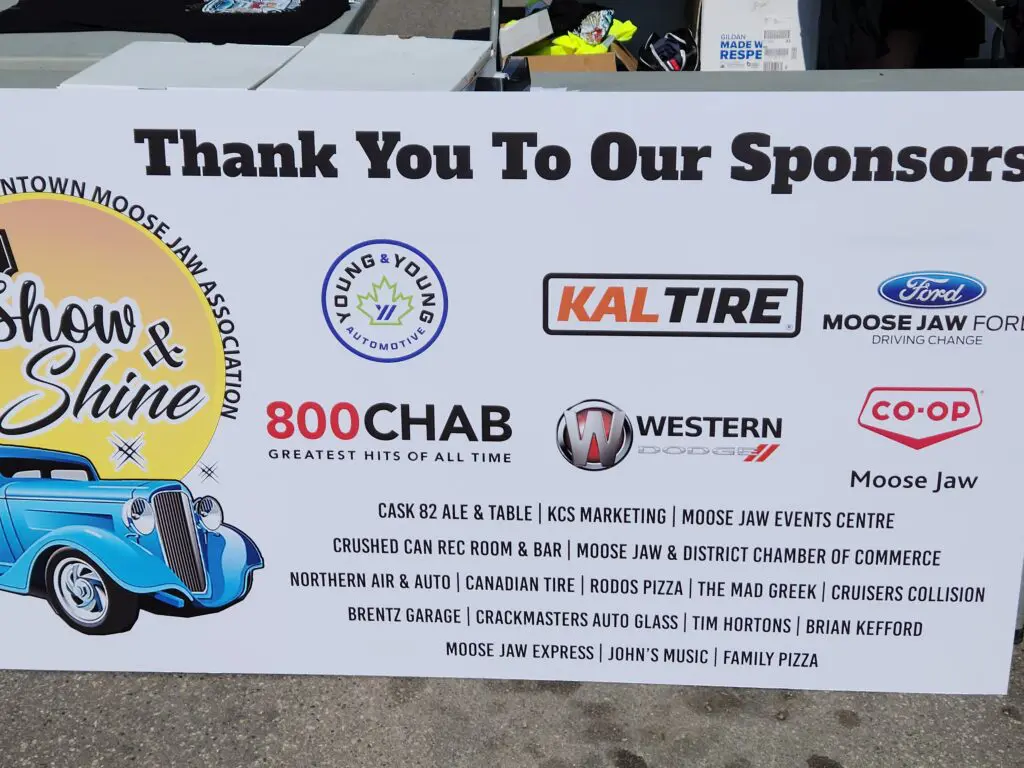 GILDAN
MADE W
RESPE
Thank You To Our Sponsors
NTOWN MOOSE JAW ASSOCIATION
Show
&
Shine
YOUNG & YOUNG
AUTOMOTIVE
KALTIRE
Ford
MOOSE JAW FORD
DRIVING CHANGE
800CHAB
GREATEST HITS OF ALL TIME
W WESTERN
DODGE
CO-OP
Moose Jaw
CASK 82 ALE & TABLE | KCS MARKETING | MOOSE JAW EVENTS CENTRE
CRUSHED CAN REC ROOM & BAR | MOOSE JAW & DISTRICT CHAMBER OF COMMERCE
NORTHERN AIR & AUTO | CANADIAN TIRE | RODOS PIZZA | THE MAD GREEK | CRUISERS COLLISION
BRENTZ GARAGE | CRACKMASTERS AUTO GLASS | TIM HORTONS | BRIAN KEFFORD
MOOSE JAW EXPRESS | JOHN'S MUSIC | FAMILY PIZZA